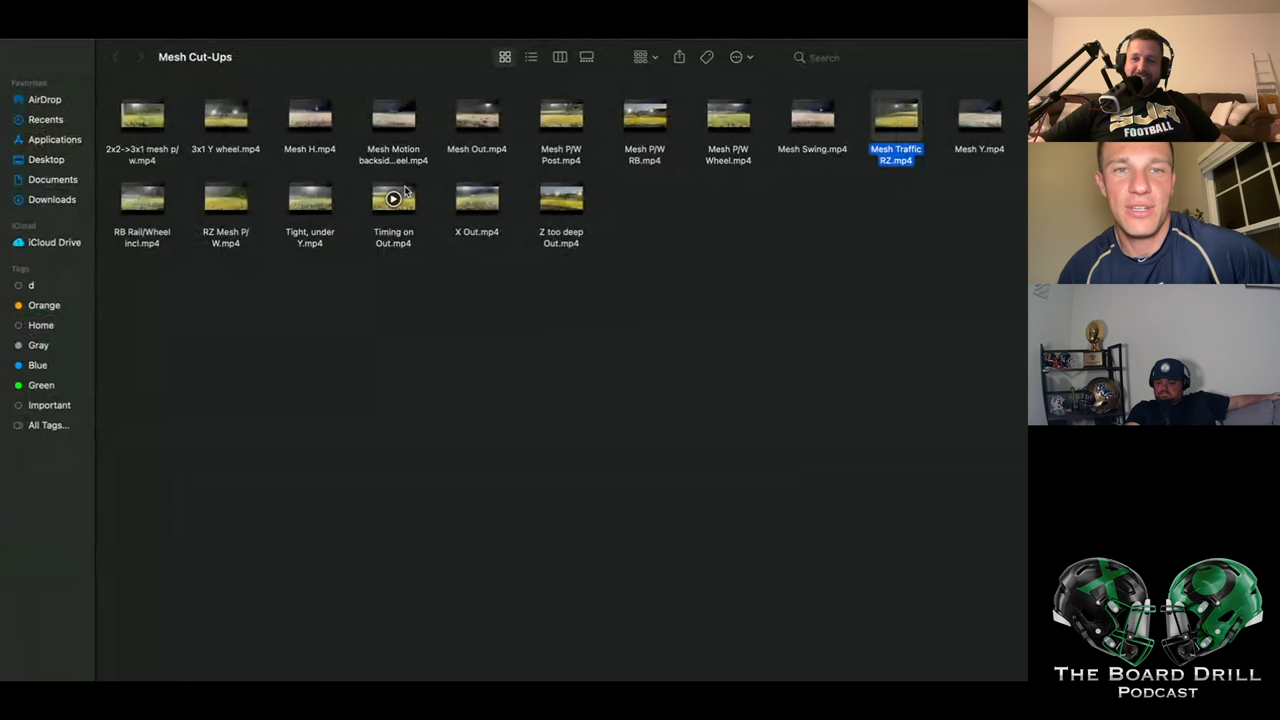 Mesh Cut-Ups
Search
Favorites
AirDrop
Recents
Applications
Desktop
Documents
Downloads
iCloud
iCloud Drive
Tags
d
Orange
Home
Gray
Blue
Green
Important
All Tags...
2x2->3x1 mesh p/
w.mp4
3x1 Y wheel.mp4
Mesh H.mp4
Mesh Motion
backsid...eel.mp4
Mesh Out.mp4
Mesh P/W
Post.mp4
Mesh P/W
RB.mp4
Mesh P/W
Wheel.mp4
Mesh Swing...mp4
Mesh Traffic
RZ.mp4
Mesh Y.mp4
RB Rail/Wheel
incl.mp4
RZ Mesh P/
W.mp4
Tight, under
Y.mp4
Timing on
Out.mp4
X Out.mp4
Z too deep
Out.mp4
FOOTBALL
THE BOARD DRILL
PODCAST